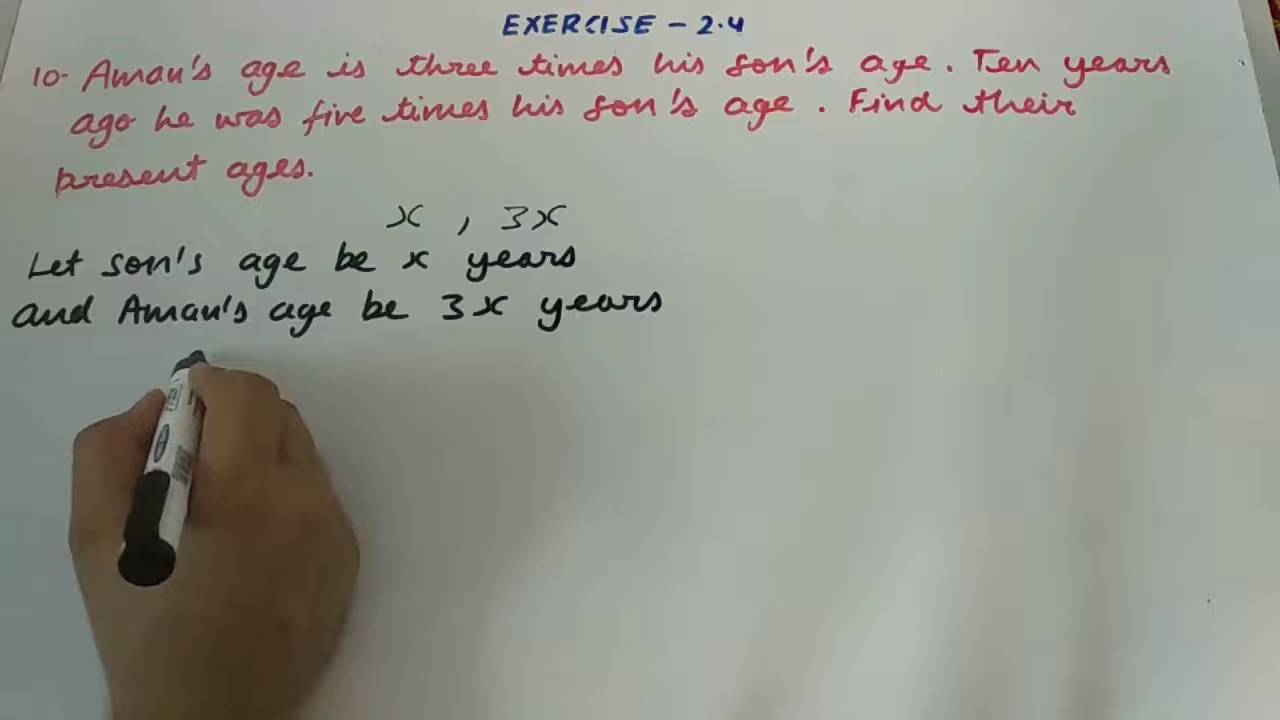 EXERCISE - 2.4
10. Aman's age is three times his son's age. Ten years
ago he was five times his son's age. Find their
present ages.
x , 3x
Let son's age be x years
and Aman's age be 3x years